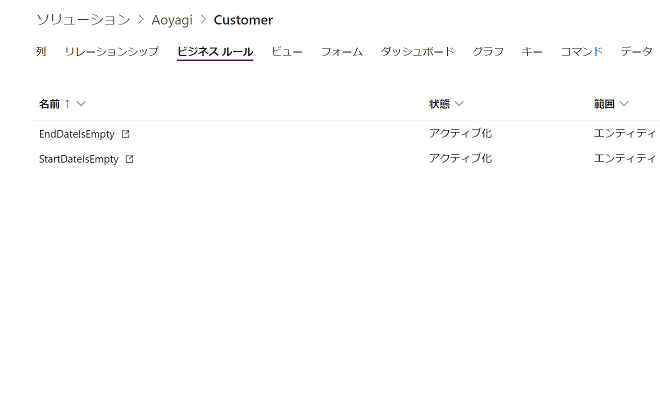 ソリューション > Aoyagi > Customer
列 リレーションシップ ビジネス ルール ビュー フォーム ダッシュボード グラフ キー コマンド データ
名前 ↑ 状態 範囲
EndDateIsEmpty アクティブ化 エンティティ
StartDateIsEmpty アクティブ化 エンティティ